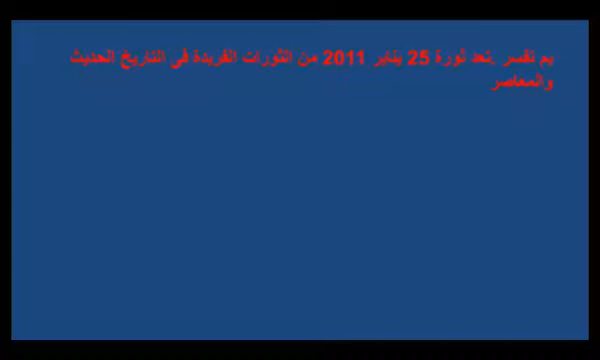 بم تفسر .تعد ثورة 25 يناير 2011 من الثورات الفريدة في التاريخ الحديث
والمعاصر